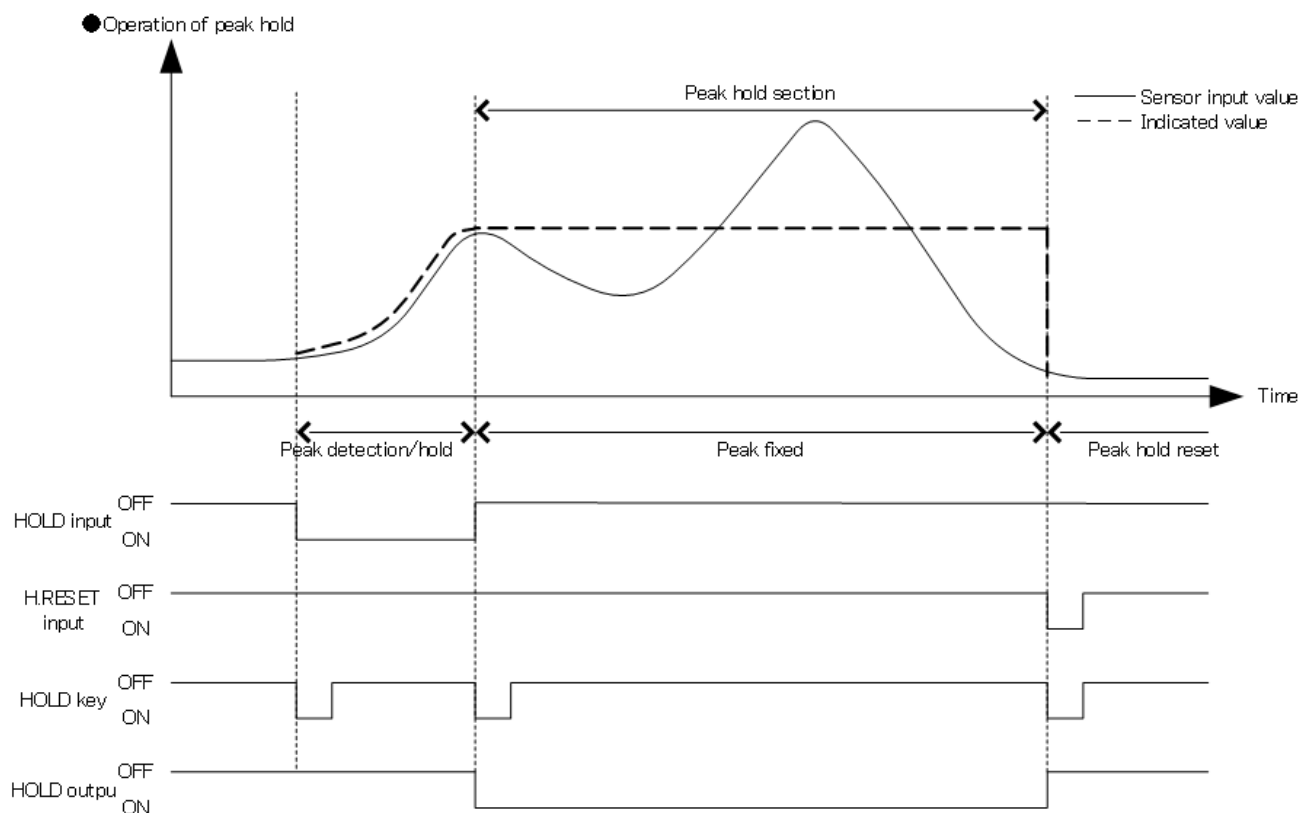 ●Operation of peak hold
Peak hold section
Sensor input value
Indicated value
Time
Peak detection/hold
Peak fixed
Peak hold reset
HOLD input
OFF
ON
H.RESET
input
OFF
ON
HOLD key
OFF
ON
HOLD outpu
OFF
ON